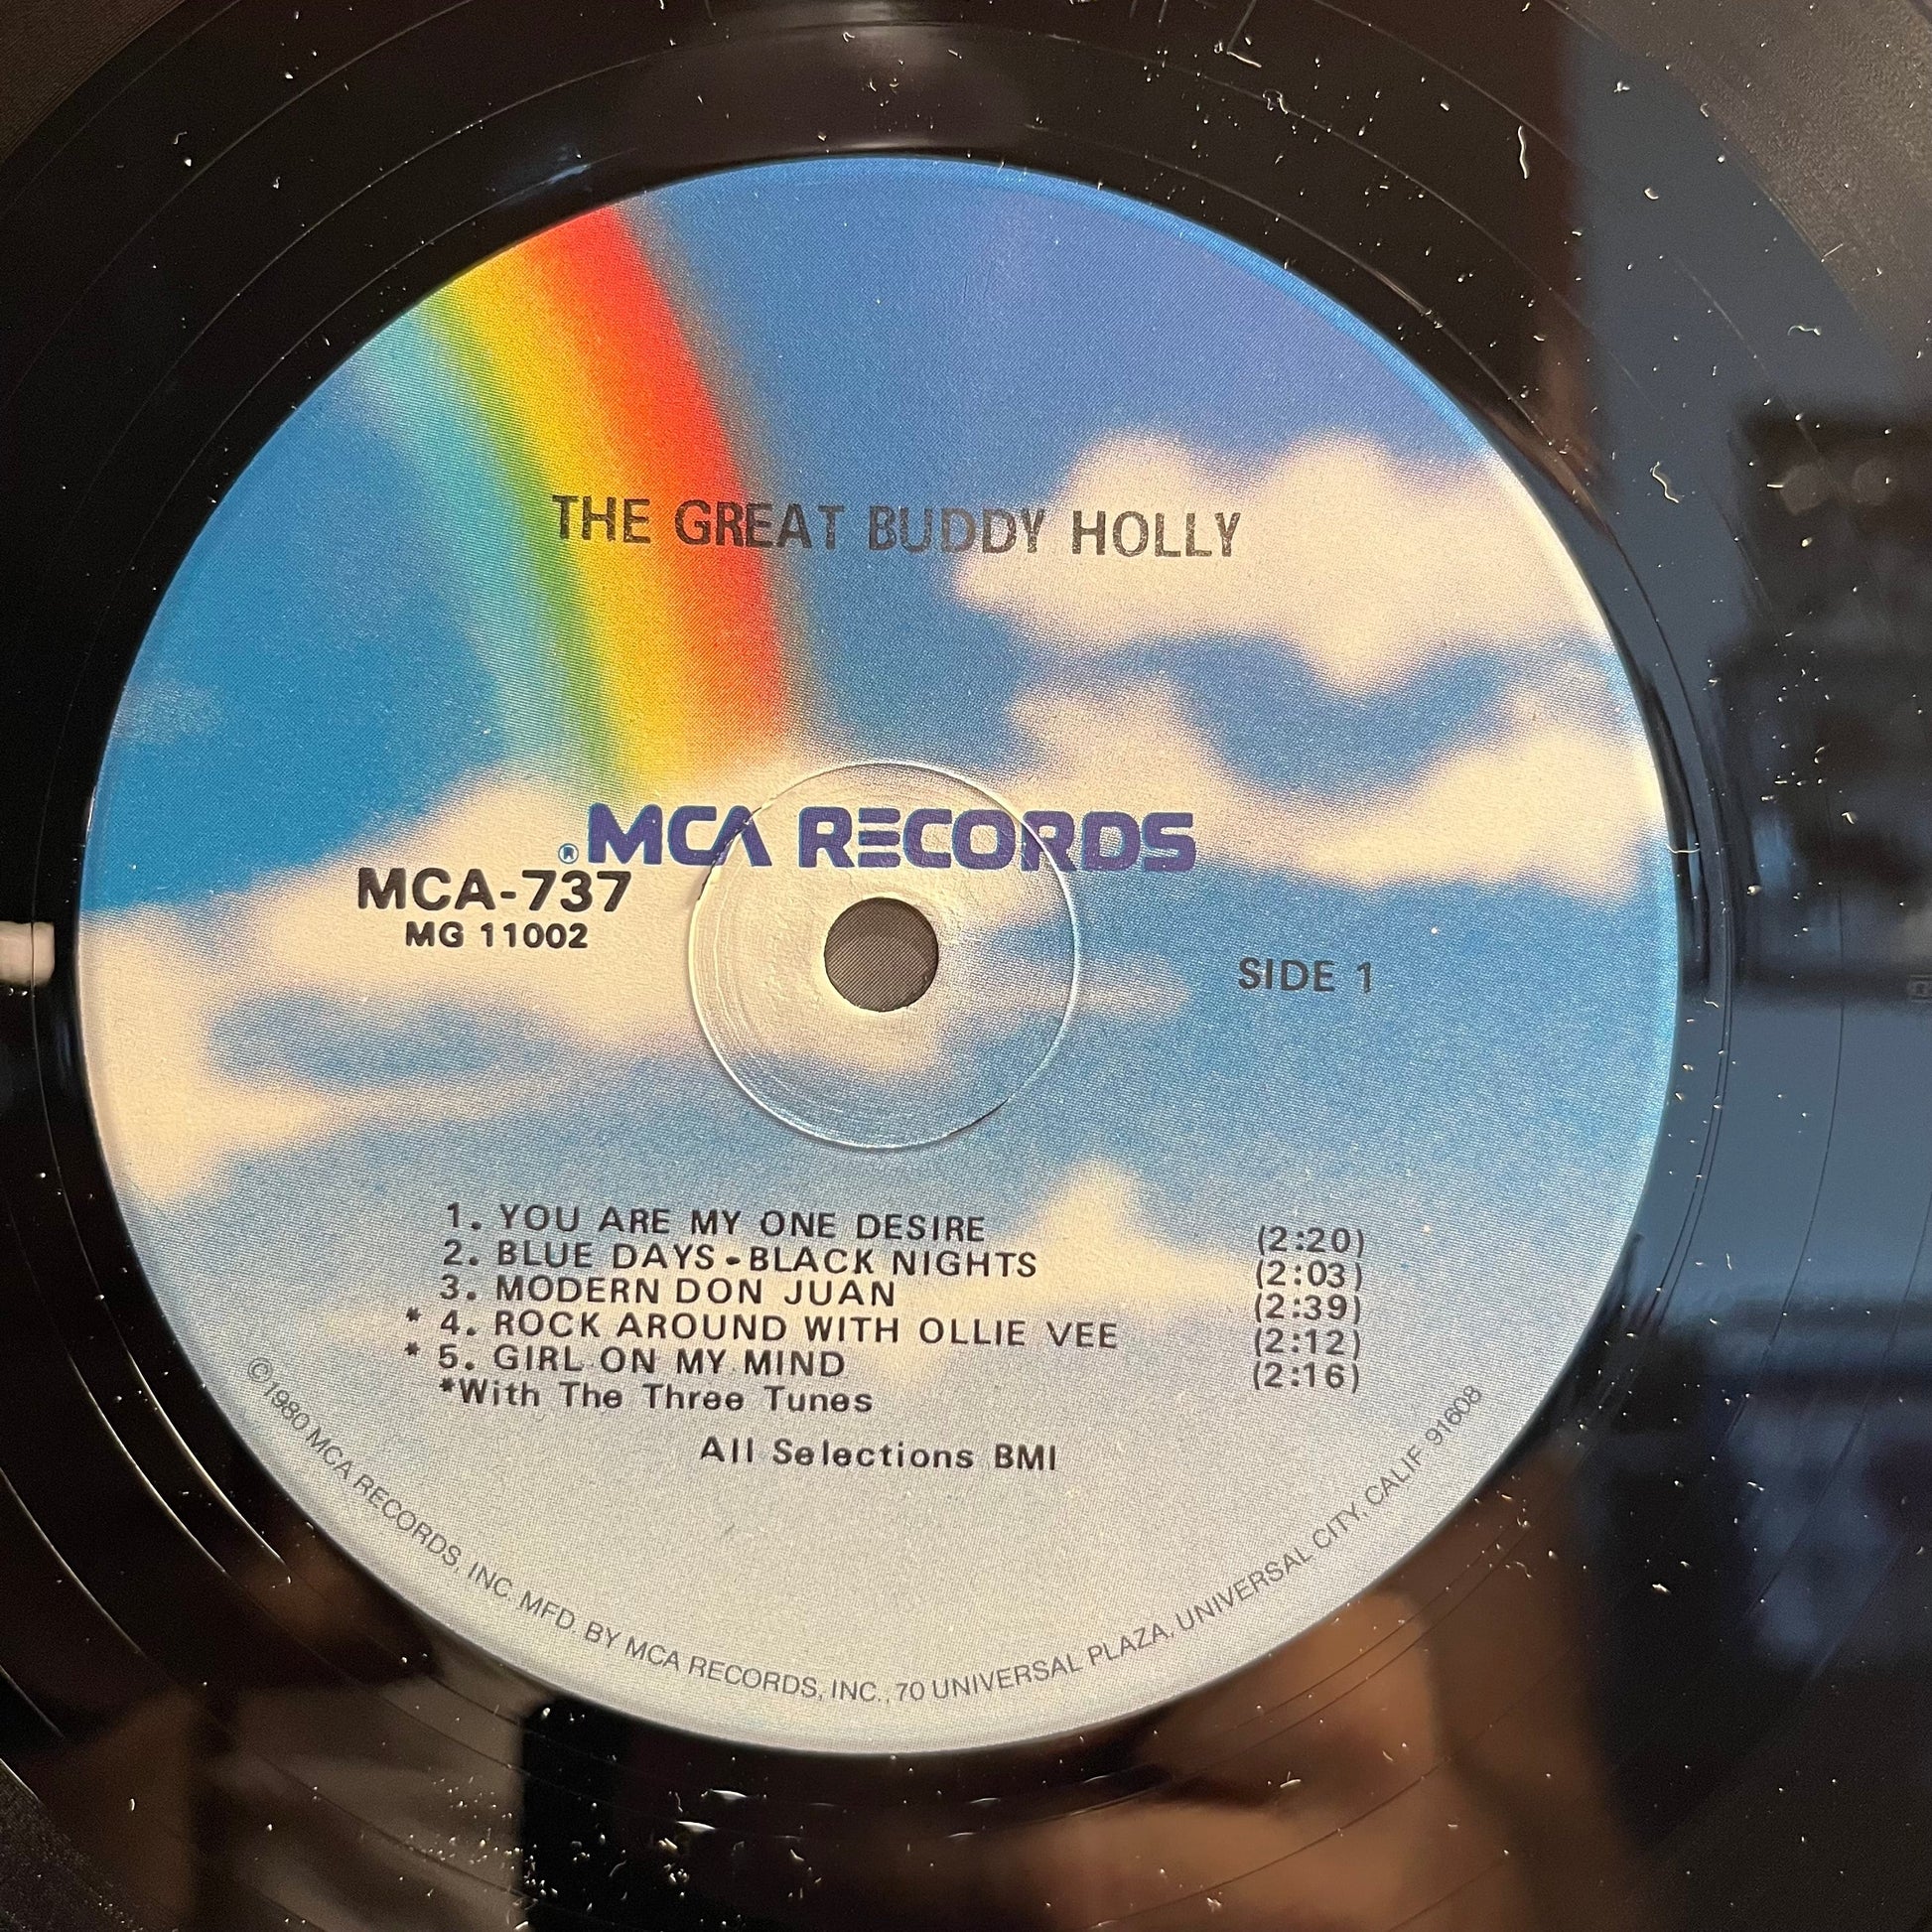 THE GREAT BUDDY HOLLY
®MCA RECORDS
MCA-737
MG 11002
SIDE 1
1. YOU ARE MY ONE DESIRE (2:20)
2. BLUE DAYS-BLACK NIGHTS (2:03)
3. MODERN DON JUAN (2:39)
* 4. ROCK AROUND WITH OLLIE VEE (2:12)
* 5. GIRL ON MY MIND (2:16)
*With The Three Tunes
All Selections BMI
©1980 MCA RECORDS, INC. MFD. BY MCA RECORDS, INC., 70 UNIVERSAL PLAZA, UNIVERSAL CITY, CALIF 91608